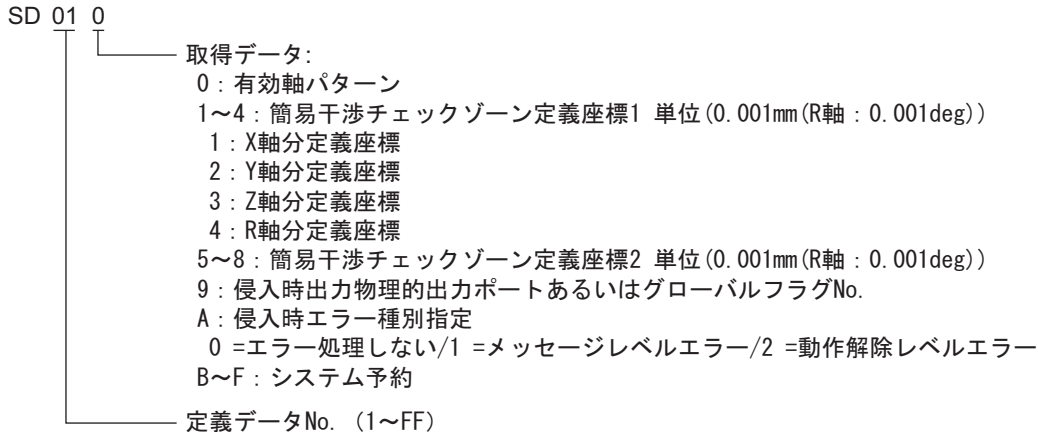 SD 01 0
取得データ:
0：有効軸パターン
1～4：簡易干渉チェックゾーン定義座標1 単位(0.001mm(R軸：0.001deg))
1：X軸分定義座標
2：Y軸分定義座標
3：Z軸分定義座標
4：R軸分定義座標
5～8：簡易干渉チェックゾーン定義座標2 単位(0.001mm(R軸：0.001deg))
9：侵入時出力物理的出力ポートあるいはグローバルフラグNo.
A：侵入時エラー種別指定
0 =エラー処理しない/1 =メッセージレベルエラー/2 =動作解除レベルエラー
B～F：システム予約
定義データNo. (1～FF)